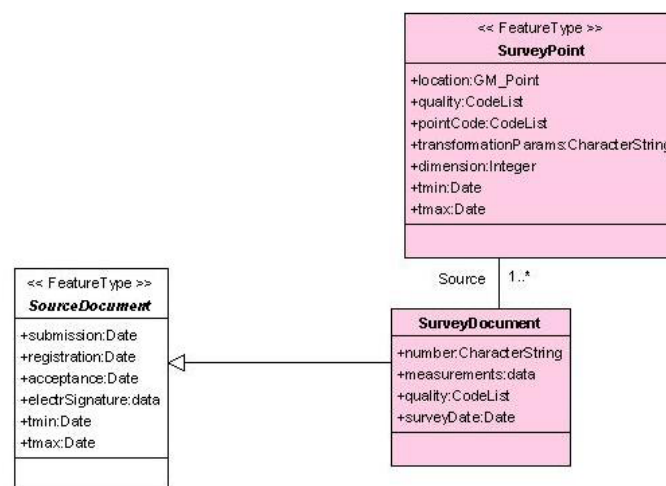 << FeatureType >>
SurveyPoint
+location:GM_Point
+quality:CodeList
+pointCode:CodeList
+transformationParams:CharacterString
+dimension:Integer
+tmin:Date
+tmax:Date
Source 1..*
<< FeatureType >>
SourceDocument
+submission:Date
+registration:Date
+acceptance:Date
+electrSignature:data
+tmin:Date
+tmax:Date
SurveyDocument
+number:CharacterString
+measurements:data
+quality:CodeList
+surveyDate:Date